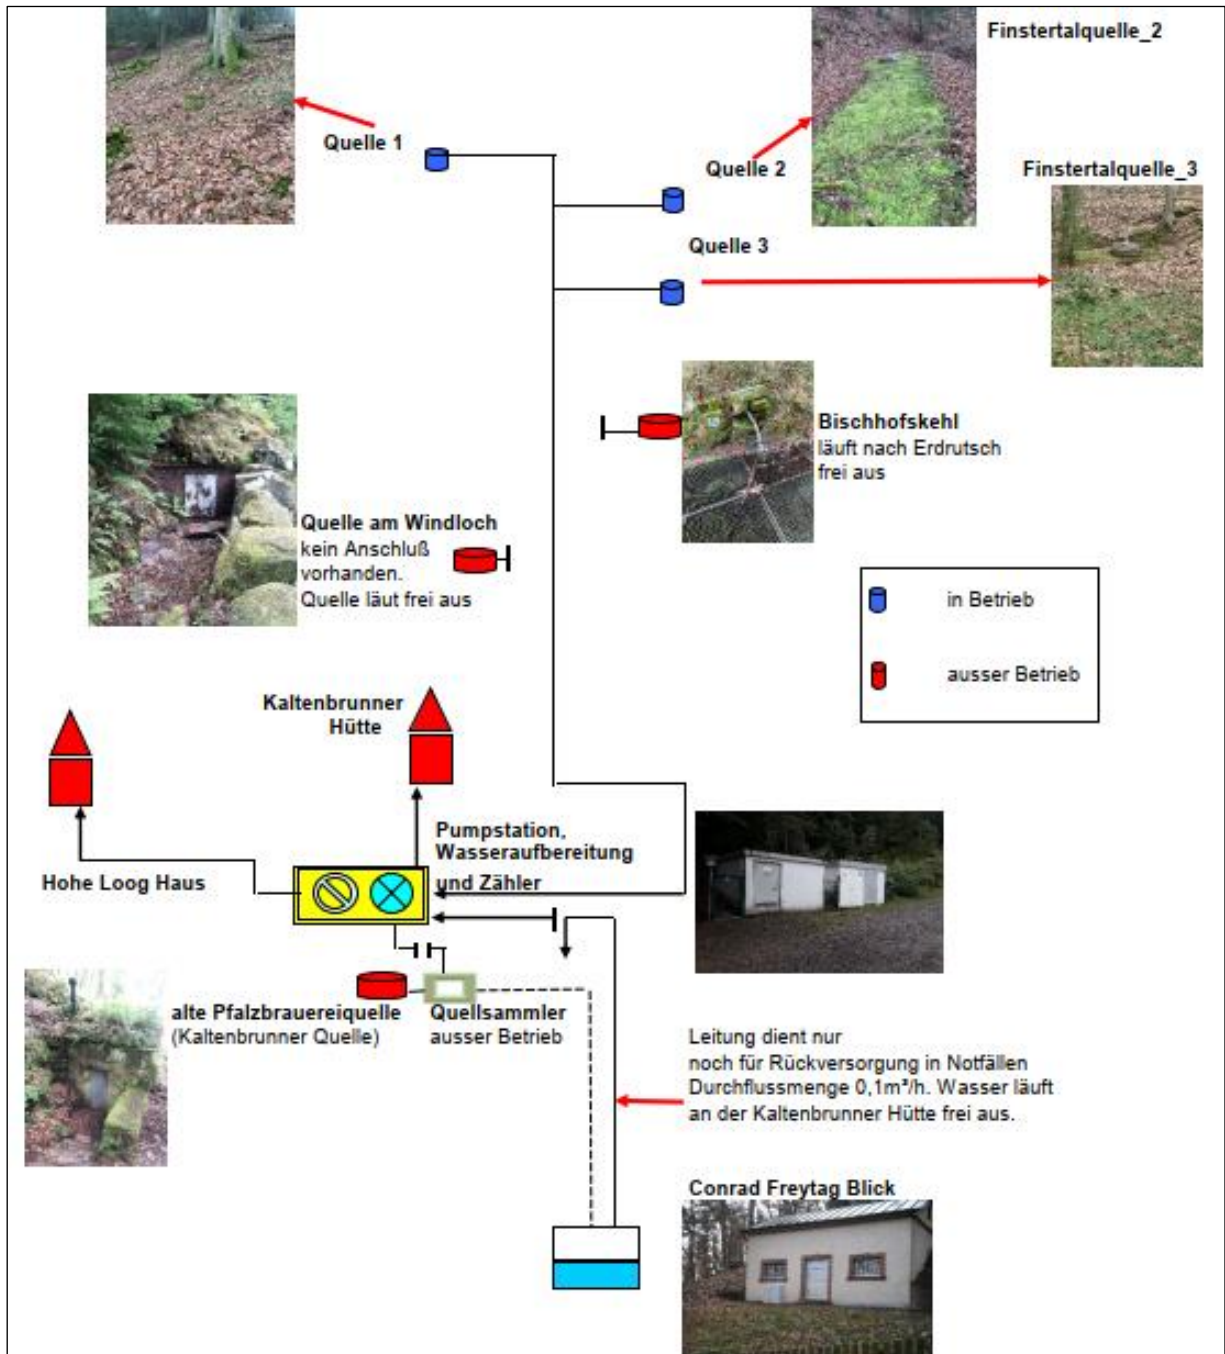 Finstertalquelle_2
Quelle 1
Quelle 2
Finstertalquelle_3
Quelle 3
Bischhofskehl
läuft nach Erdrutsch
frei aus
Quelle am Windloch
kein Anschluß
vorhanden.
Quelle läut frei aus
in Betrieb
ausser Betrieb
Kaltenbrunner
Hütte
Pumpstation,
Wasseraufbereitung
und Zähler
Hohe Loog Haus
alte Pfalzbrauereiquelle
(Kaltenbrunner Quelle)
Quellsammler
ausser Betrieb
Leitung dient nur
noch für Rückversorgung in Notfällen
Durchflussmenge 0,1m³/h. Wasser läuft
an der Kaltenbrunner Hütte frei aus.
Conrad Freytag Blick